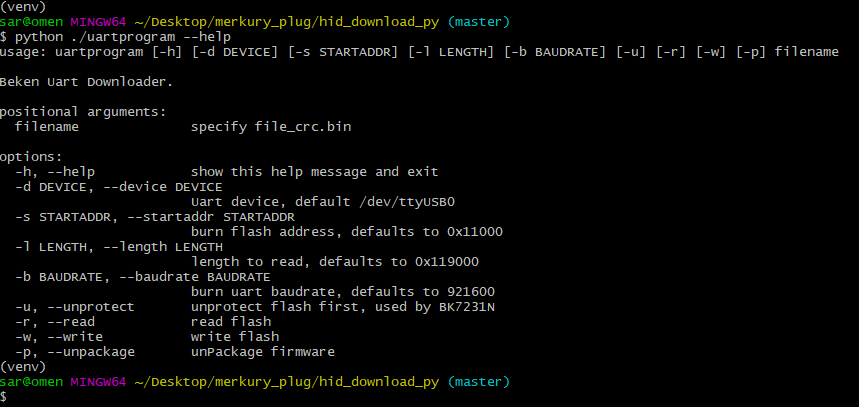 (venv)
sar@omen MINGW64 ~/Desktop/merkury_plug/hid_download_py (master)
$ python ./uartprogram --help
usage: uartprogram [-h] [-d DEVICE] [-s STARTADDR] [-l LENGTH] [-b BAUDRATE] [-u] [-r] [-w] [-p] filename
Beken Uart Downloader.
positional arguments:
filename specify file_crc.bin
options:
-h, --help show this help message and exit
-d DEVICE, --device DEVICE
Uart device, default /dev/ttyUSB0
-s STARTADDR, --startaddr STARTADDR
burn flash address, defaults to 0x11000
-l LENGTH, --length LENGTH
length to read, defaults to 0x119000
-b BAUDRATE, --baudrate BAUDRATE
burn uart baudrate, defaults to 921600
-u, --unprotect unprotect flash first, used by BK7231N
-r, --read read flash
-w, --write write flash
-p, --unpackage unPackage firmware
(venv)
sar@omen MINGW64 ~/Desktop/merkury_plug/hid_download_py (master)
$